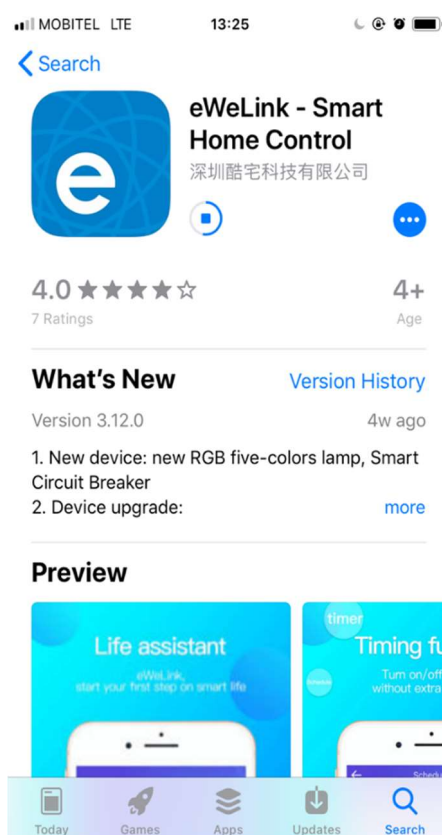 MOBITEL LTE 13:25
Search
e
eWeLink - Smart
Home Control
深圳酷宅科技有限公司
4.0
4+
7 Ratings
Age
What's New
Version History
Version 3.12.0
4w ago
1. New device: new RGB five-colors lamp, Smart
Circuit Breaker
2. Device upgrade:
more
Preview
Life assistant
eWeLink,
start your first step on smart life
timer
Timing fu
Schedule
Turn on/off
without extra
Schedu
Today
Games
Apps
Updates
Search